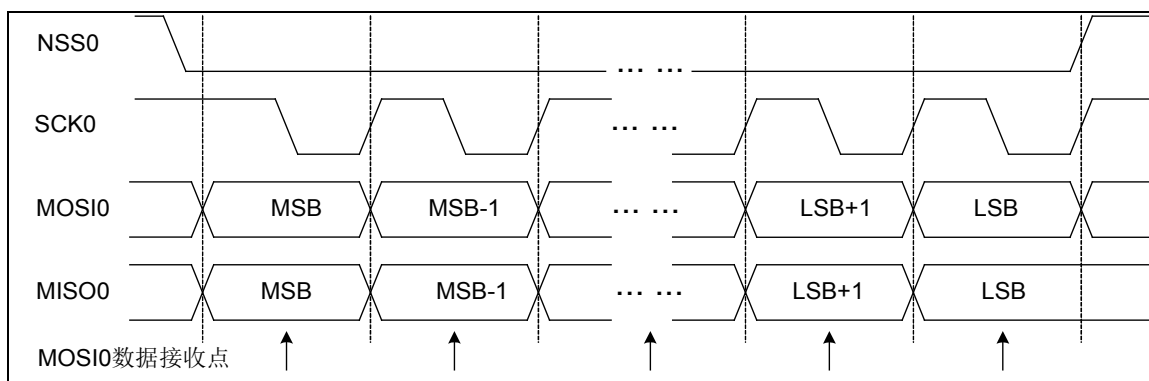 NSS0
... ...
SCK0
... ...
MOSI0 MSB MSB-1 ... ... LSB+1 LSB
MISO0 MSB MSB-1 ... ... LSB+1 LSB
MOSI0数据接收点